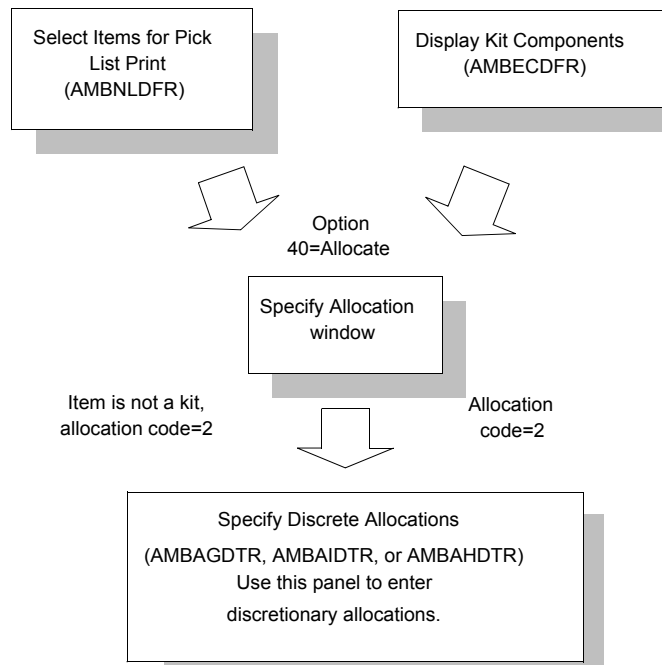 Select Items for Pick
List Print
(AMBNLDFR)
Display Kit Components
(AMBECDFR)
Option
40=Allocate
Specify Allocation
window
Item is not a kit,
allocation code=2
Allocation
code=2
Specify Discrete Allocations
(AMBAGDTR, AMBAIDTR, or AMBAHDTR)
Use this panel to enter
discretionary allocations.